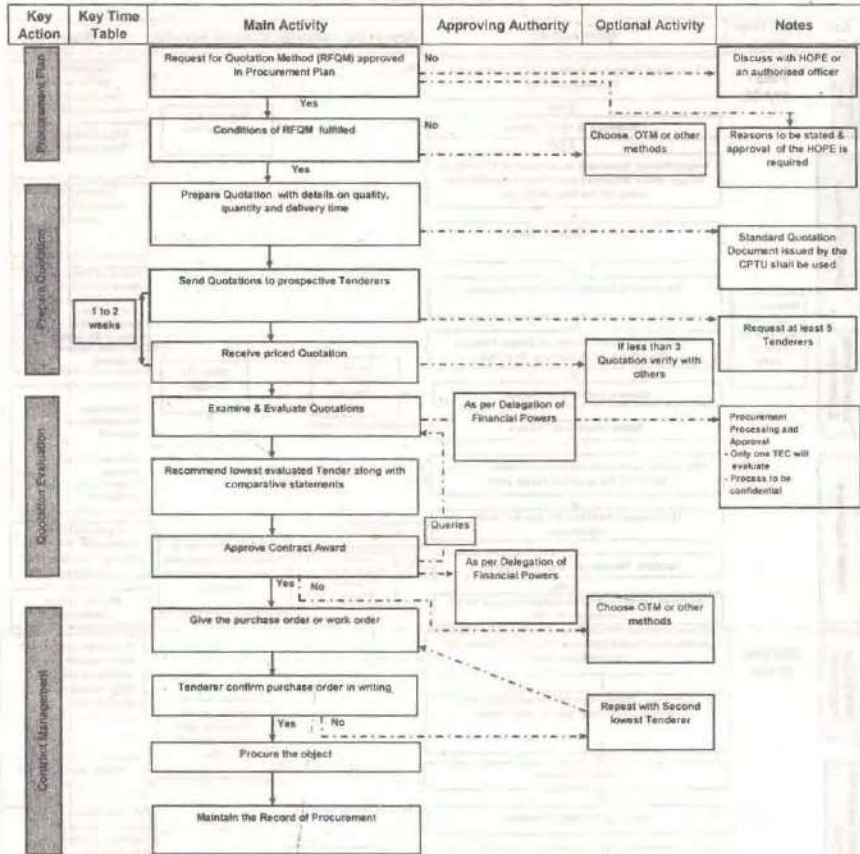 Key Action
Key Time Table
Main Activity
Approving Authority
Optional Activity
Notes
Procurement Plan
Request for Quotation Method (RFQM) approved
in Procurement Plan
No
Discuss with HOPE or
an authorised officer
Yes
Conditions of RFQM fulfilled
No
Choose OTM or other
methods
Reasons to be stated &
approval of the HOPE is
required
Yes
Prepare Quotation
Prepare Quotation with details on quality,
quantity and delivery time
Standard Quotation
Document issued by the
CPTU shall be used
Send Quotations to prospective Tenderers
1 to 2
weeks
Request at least 5
Tenderers
Receive priced Quotation
If less than 3
Quotation verify with
others
Quotation Evaluation
Examine & Evaluate Quotations
As per Delegation of
Financial Powers
Procurement
Processing and
Approval
- Only one TEC will
evaluate
- Process to be
confidential
Recommend lowest evaluated Tender along with
comparative statements
Queries
Approve Contract Award
As per Delegation of
Financial Powers
Yes
No
Contract Management
Give the purchase order or work order
Choose OTM or other
methods
Tenderer confirm purchase order in writing
Repeat with Second
lowest Tenderer
Yes
No
Procure the object
Maintain the Record of Procurement